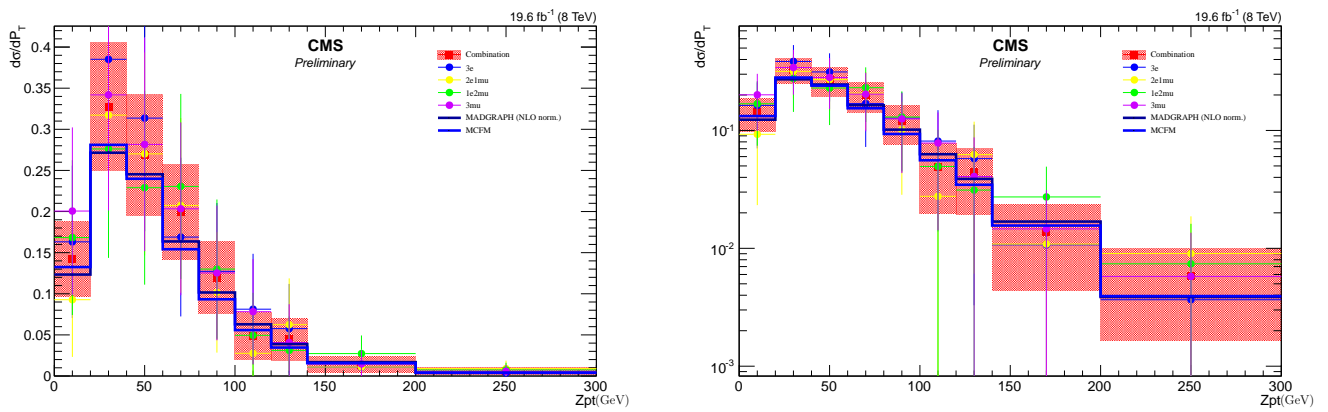 19.6 fb⁻¹ (8 TeV)
dσ/dP_T
CMS
Preliminary
Combination
3e
2e1mu
1e2mu
3mu
MADGRAPH (NLO norm.)
MCFM
0.4
0.35
0.3
0.25
0.2
0.15
0.1
0.05
0
0 50 100 150 200 250 300
Zpt(GeV)
19.6 fb⁻¹ (8 TeV)
dσ/dP_T
CMS
Preliminary
Combination
3e
2e1mu
1e2mu
3mu
MADGRAPH (NLO norm.)
MCFM
1
10⁻¹
10⁻²
10⁻³
0 50 100 150 200 250 300
Zpt(GeV)